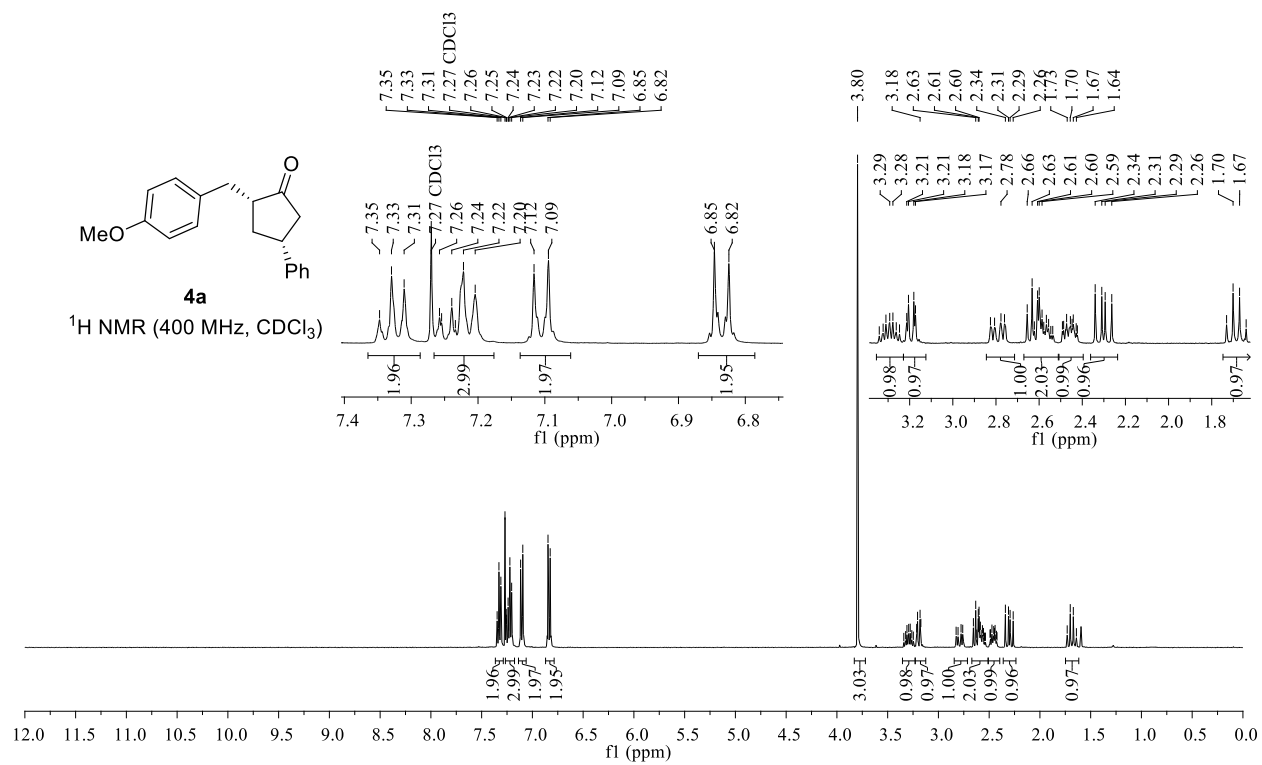 7.35 7.33 7.31 7.27 CDCl3 7.26 7.25 7.24 7.23 7.22 7.20 7.12 7.09 6.85 6.82
3.80
3.18 2.63 2.61 2.60 2.34 2.31 2.29 2.26 1.73 1.70 1.67 1.64
O
MeO
Ph
4a
¹H NMR (400 MHz, CDCl₃)
7.35 7.33 7.31 7.27 CDCl3 7.26 7.24 7.22 7.20 7.12 7.09 6.85 6.82
1.96 2.99 1.97 1.95
7.4 7.3 7.2 7.1 7.0 6.9 6.8
f1 (ppm)
3.29 3.28 3.21 3.21 3.18 3.17 2.78 2.66 2.63 2.61 2.60 2.59 2.34 2.31 2.29 2.26 1.70 1.67
0.98 0.97 1.00 2.03 0.99 0.96 0.97
3.2 3.0 2.8 2.6 2.4 2.2 2.0 1.8
f1 (ppm)
1.96 2.99 1.97 1.95 3.03 0.98 0.97 1.00 2.03 0.99 0.96 0.97
12.0 11.5 11.0 10.5 10.0 9.5 9.0 8.5 8.0 7.5 7.0 6.5 6.0 5.5 5.0 4.5 4.0 3.5 3.0 2.5 2.0 1.5 1.0 0.5 0.0
f1 (ppm)